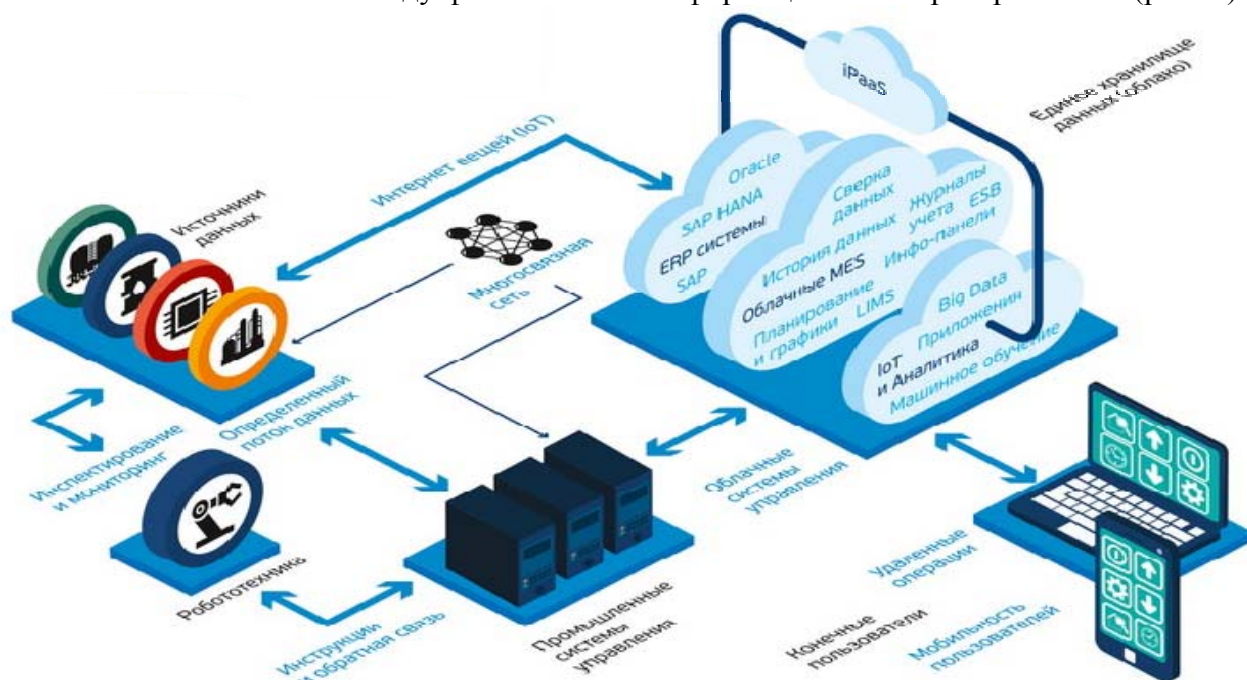 iPaaS
Единое хранилище
данных (облако)
Oracle
SAP HANA
ERP системы
SAP
Сверка
данных
Журналы
учета ESB
История данных
Инфо-панели
Облачные MES
Планирование
и графики LIMS
Big Data
Приложения
IoT
и Аналитика
Машинное обучение
Интернет вещей (IoT)
Источники
данных
Многосвязная
сеть
Определенный
поток данных
Инспектирование
и мониторинг
Робототехника
Инструкции
и обратная связь
Промышленные
системы
управления
Облачные
системы
управления
Удаленные
операции
Конечные
пользователи
Мобильность
пользователей